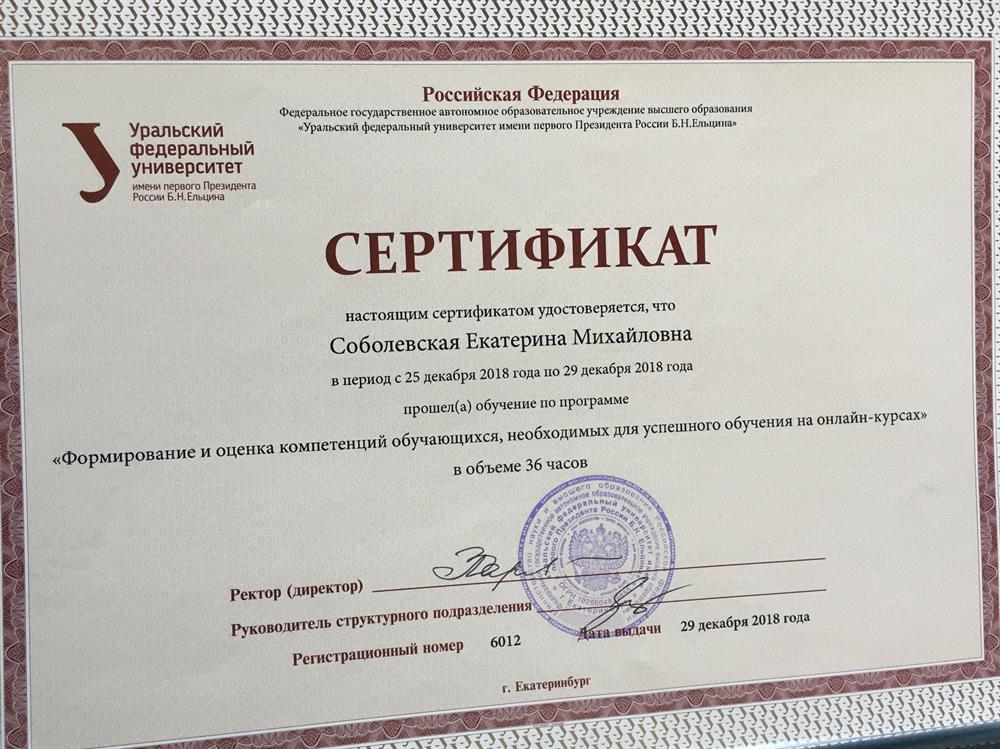 Российская Федерация
Федеральное государственное автономное образовательное учреждение высшего образования
«Уральский федеральный университет имени первого Президента России Б.Н.Ельцина»
Уральский
федеральный
университет
имени первого Президента
России Б.Н.Ельцина
СЕРТИФИКАТ
настоящим сертификатом удостоверяется, что
Соболевская Екатерина Михайловна
в период с 25 декабря 2018 года по 29 декабря 2018 года
прошел(а) обучение по программе
«Формирование и оценка компетенций обучающихся, необходимых для успешного обучения на онлайн-курсах»
в объеме 36 часов
Ректор (директор)
Руководитель структурного подразделения
Регистрационный номер 6012 Дата выдачи 29 декабря 2018 года
г. Екатеринбург